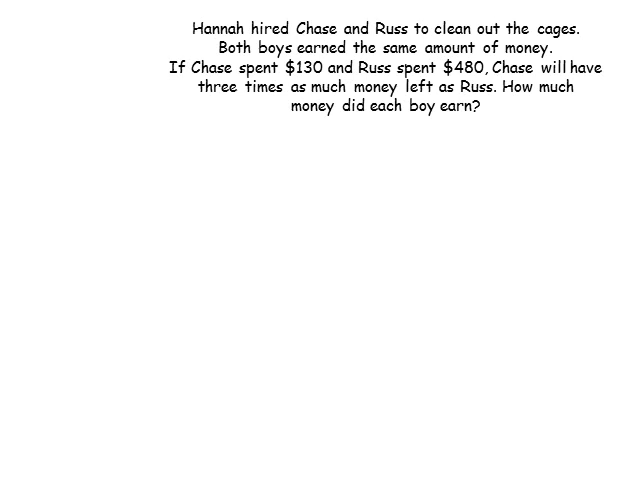 Hannah hired Chase and Russ to clean out the cages.
Both boys earned the same amount of money.
If Chase spent $130 and Russ spent $480, Chase will have
three times as much money left as Russ. How much
money did each boy earn?